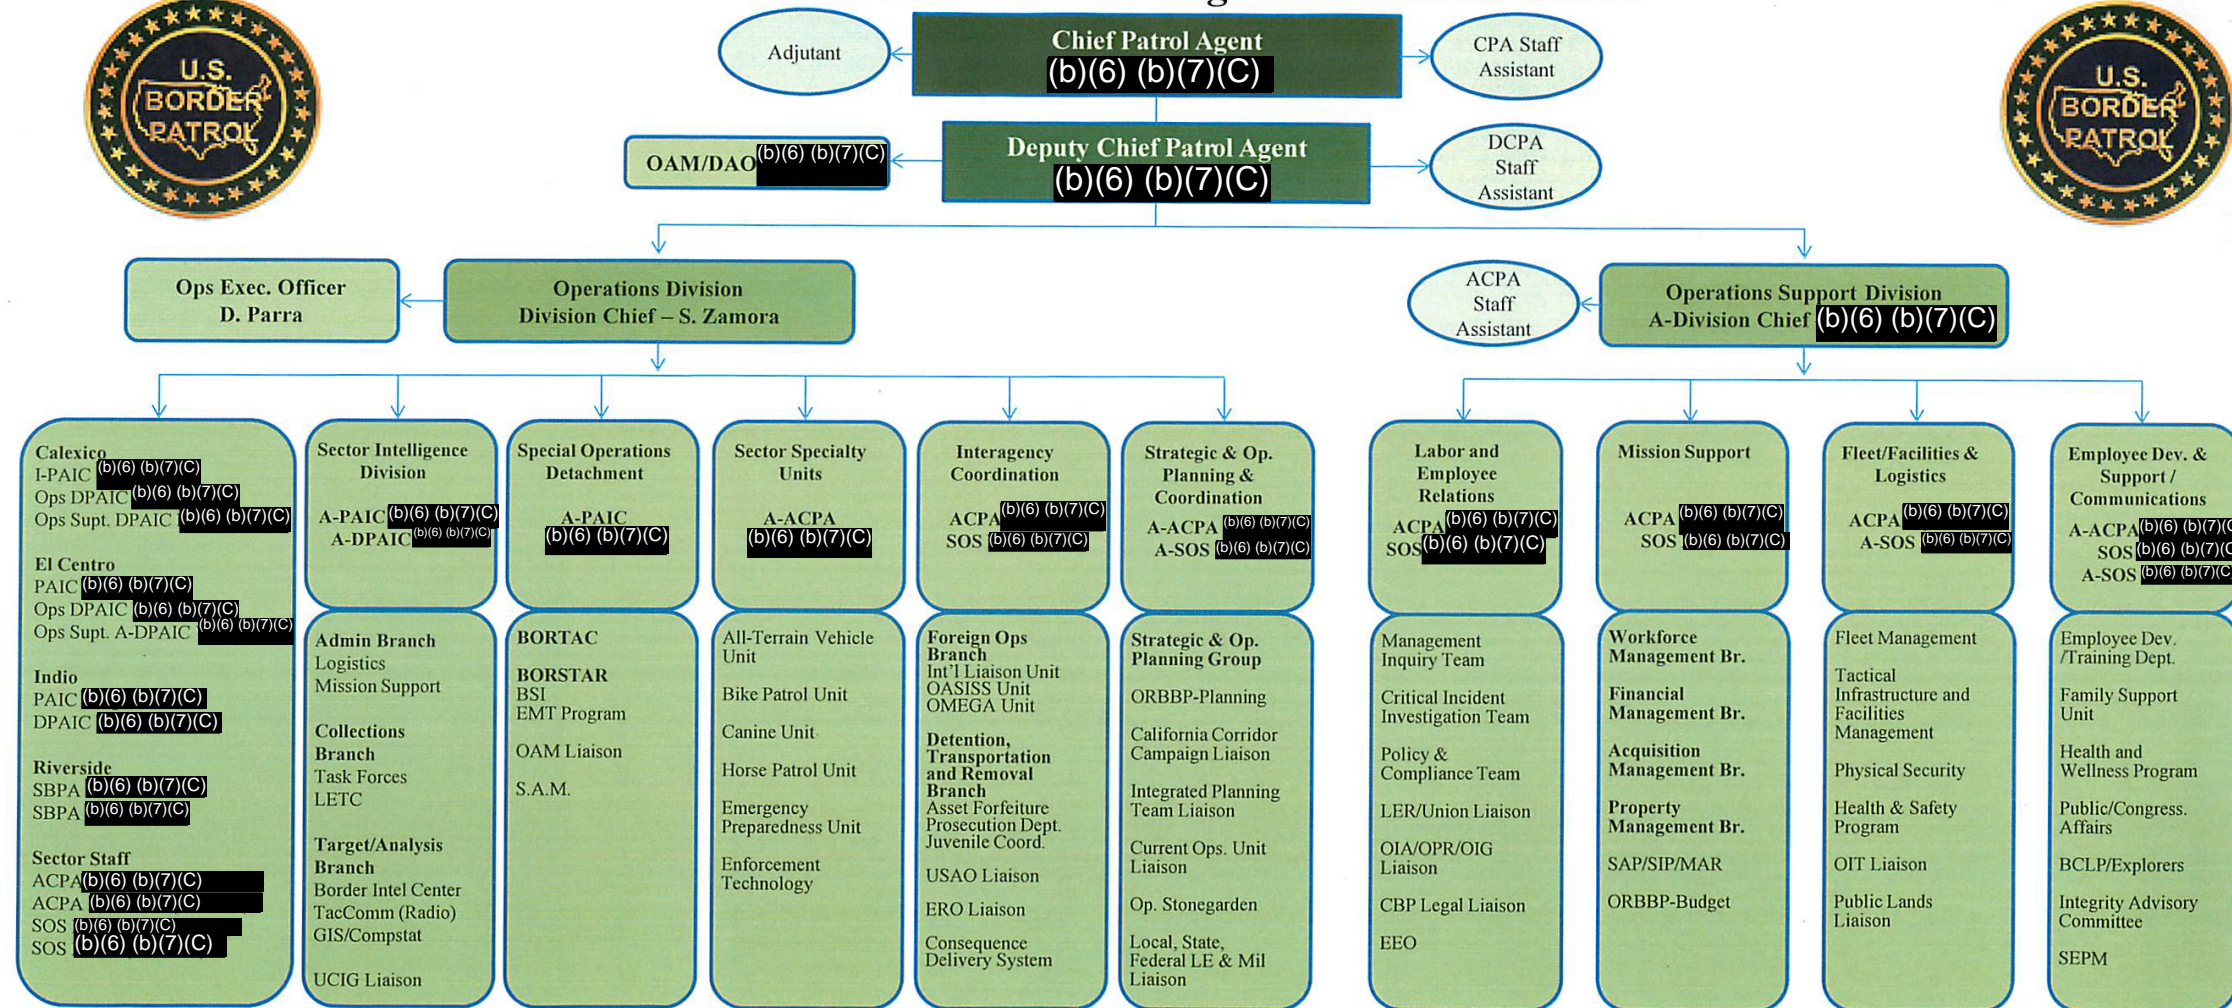 U.S.
BORDER
PATROL
Adjutant
Chief Patrol Agent
(b)(6) (b)(7)(C)
CPA Staff
Assistant
U.S.
BORDER
PATROL
OAM/DAO (b)(6) (b)(7)(C)
Deputy Chief Patrol Agent
(b)(6) (b)(7)(C)
DCPA
Staff
Assistant
Ops Exec. Officer
D. Parra
Operations Division
Division Chief – S. Zamora
ACPA
Staff
Assistant
Operations Support Division
A-Division Chief (b)(6) (b)(7)(C)
Calexico
I-PAIC (b)(6) (b)(7)(C)
Ops DPAIC (b)(6) (b)(7)(C)
Ops Supt. DPAIC (b)(6) (b)(7)(C)
El Centro
PAIC (b)(6) (b)(7)(C)
Ops DPAIC (b)(6) (b)(7)(C)
Ops Supt. A-DPAIC (b)(6) (b)(7)(C)
Indio
PAIC (b)(6) (b)(7)(C)
DPAIC (b)(6) (b)(7)(C)
Riverside
SBPA (b)(6) (b)(7)(C)
SBPA (b)(6) (b)(7)(C)
Sector Staff
ACPA (b)(6) (b)(7)(C)
ACPA (b)(6) (b)(7)(C)
SOS (b)(6) (b)(7)(C)
SOS (b)(6) (b)(7)(C)
Sector Intelligence
Division
A-PAIC (b)(6) (b)(7)(C)
A-DPAIC (b)(6) (b)(7)(C)
Admin Branch
Logistics
Mission Support
Collections
Branch
Task Forces
LETC
Target/Analysis
Branch
Border Intel Center
TacComm (Radio)
GIS/Compstat
UCIG Liaison
Special Operations
Detachment
A-PAIC
(b)(6) (b)(7)(C)
BORTAC
BORSTAR
BSI
EMT Program
OAM Liaison
S.A.M.
Sector Specialty
Units
A-ACPA
(b)(6) (b)(7)(C)
All-Terrain Vehicle
Unit
Bike Patrol Unit
Canine Unit
Horse Patrol Unit
Emergency
Preparedness Unit
Enforcement
Technology
Interagency
Coordination
ACPA (b)(6) (b)(7)(C)
SOS (b)(6) (b)(7)(C)
Foreign Ops
Branch
Int'l Liaison Unit
OASISS Unit
OMEGA Unit
Detention,
Transportation
and Removal
Branch
Asset Forfeiture
Prosecution Dept.
Juvenile Coord.
USAO Liaison
ERO Liaison
Consequence
Delivery System
Strategic & Op.
Planning &
Coordination
A-ACPA (b)(6) (b)(7)(C)
A-SOS (b)(6) (b)(7)(C)
Strategic & Op.
Planning Group
ORBBP-Planning
California Corridor
Campaign Liaison
Integrated Planning
Team Liaison
Current Ops. Unit
Liaison
Op. Stonegarden
Local, State,
Federal LE & Mil
Liaison
Labor and
Employee
Relations
ACPA (b)(6) (b)(7)(C)
SOS (b)(6) (b)(7)(C)
Management
Inquiry Team
Critical Incident
Investigation Team
Policy &
Compliance Team
LER/Union Liaison
OIA/OPR/OIG
Liaison
CBP Legal Liaison
EEO
Mission Support
ACPA (b)(6) (b)(7)(C)
SOS (b)(6) (b)(7)(C)
Workforce
Management Br.
Financial
Management Br.
Acquisition
Management Br.
Property
Management Br.
SAP/SIP/MAR
ORBBP-Budget
Fleet/Facilities &
Logistics
ACPA (b)(6) (b)(7)(C)
A-SOS (b)(6) (b)(7)(C)
Fleet Management
Tactical
Infrastructure and
Facilities
Management
Physical Security
Health & Safety
Program
OIT Liaison
Public Lands
Liaison
Employee Dev. &
Support /
Communications
A-ACPA (b)(6) (b)(7)(C
SOS (b)(6) (b)(7)(C
A-SOS (b)(6) (b)(7)(C
Employee Dev.
/Training Dept.
Family Support
Unit
Health and
Wellness Program
Public/Congress.
Affairs
BCLP/Explorers
Integrity Advisory
Committee
SEPM